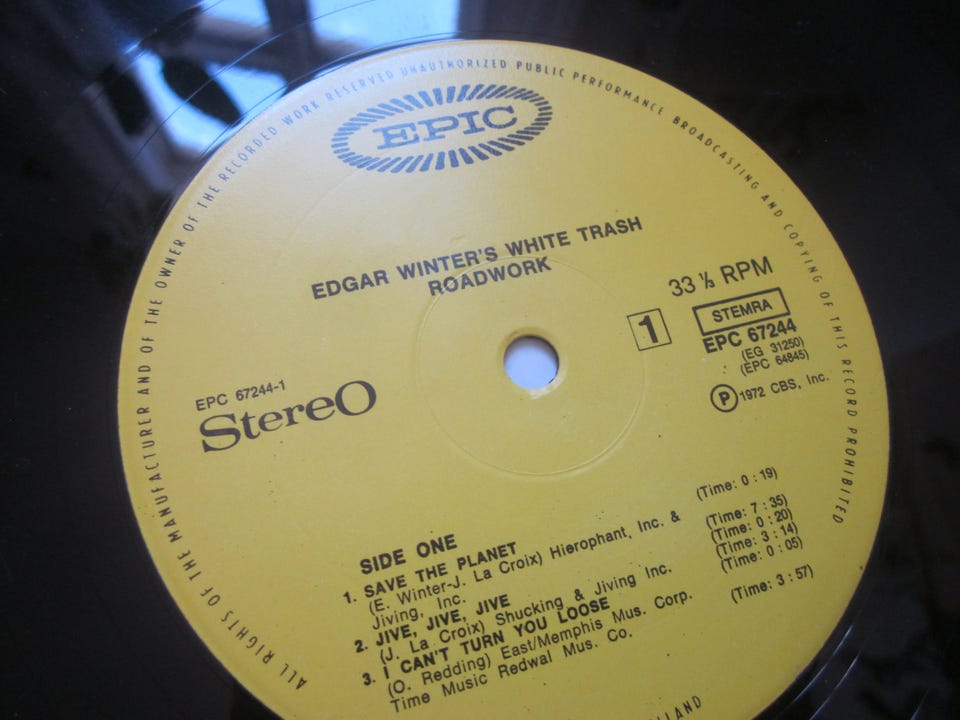 ALL RIGHTS OF THE MANUFACTURER AND OF THE OWNER OF THE RECORDED WORK RESERVED UNAUTHORIZED PUBLIC PERFORMANCE BROADCASTING AND COPYING OF THIS RECORD PROHIBITED
EPIC
EDGAR WINTER'S WHITE TRASH
ROADWORK
33 ⅓ RPM
1
STEMRA
EPC 67244
(EG 31250)
(EPC 64845)
Ⓟ 1972 CBS, Inc.
EPC 67244-1
StereO
SIDE ONE
(Time: 0 : 19)
1. SAVE THE PLANET
(E. Winter-J. La Croix) Hierophant, Inc. &
Jiving, Inc.
(Time: 7 : 35)
(Time: 0 : 20)
2. JIVE, JIVE, JIVE
(Time: 3 : 14)
(J. La Croix) Shucking & Jiving Inc.
(Time: 0 : 05)
3. I CAN'T TURN YOU LOOSE
(O. Redding) East/Memphis Mus. Corp.
(Time: 3 : 57)
Time Music Redwal Mus. Co.